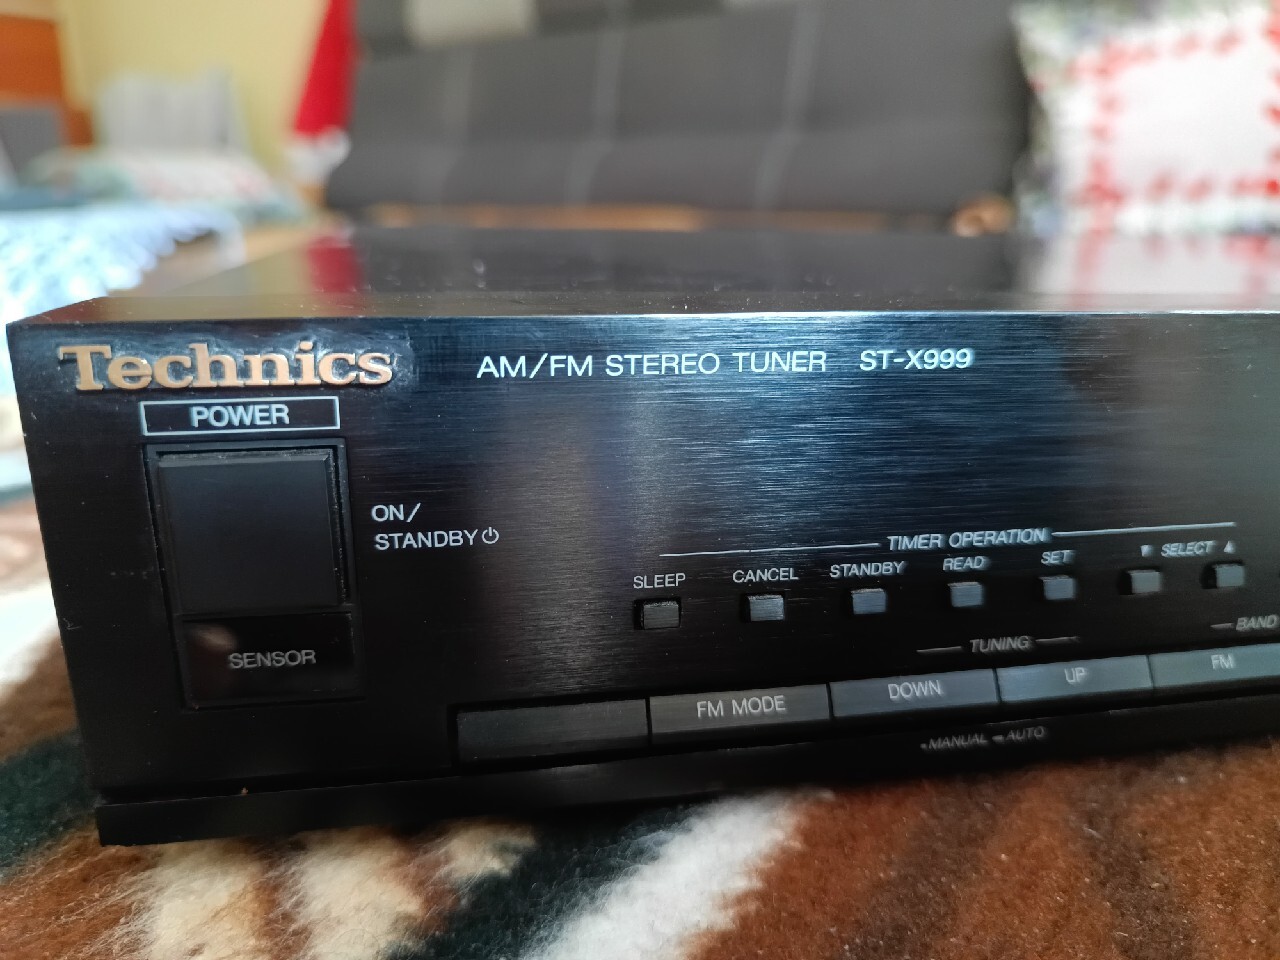 Technics
AM/FM STEREO TUNER ST-X999
POWER
ON/
STANDBY
SENSOR
TIMER OPERATION
SLEEP CANCEL STANDBY READ SET ▼ SELECT ▲
TUNING
BAND
FM MODE DOWN UP FM
MANUAL AUTO